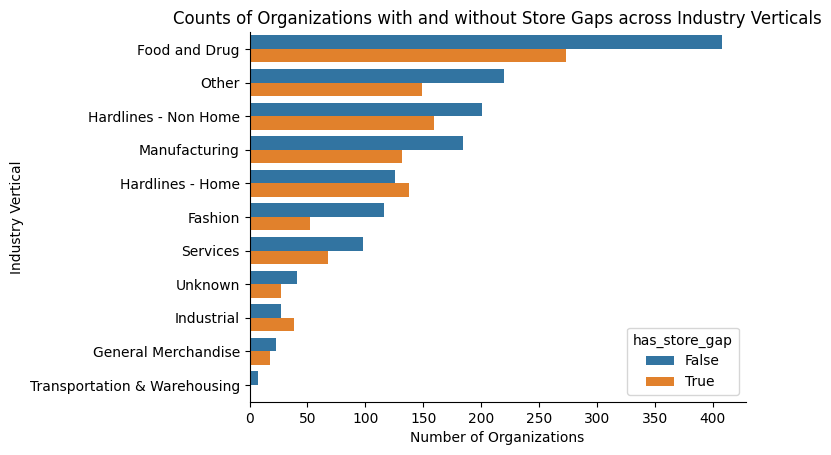 Counts of Organizations with and without Store Gaps across Industry Verticals
Industry Vertical
Food and Drug
Other
Hardlines - Non Home
Manufacturing
Hardlines - Home
Fashion
Services
Unknown
Industrial
General Merchandise
Transportation & Warehousing
has_store_gap
False
True
0 50 100 150 200 250 300 350 400
Number of Organizations